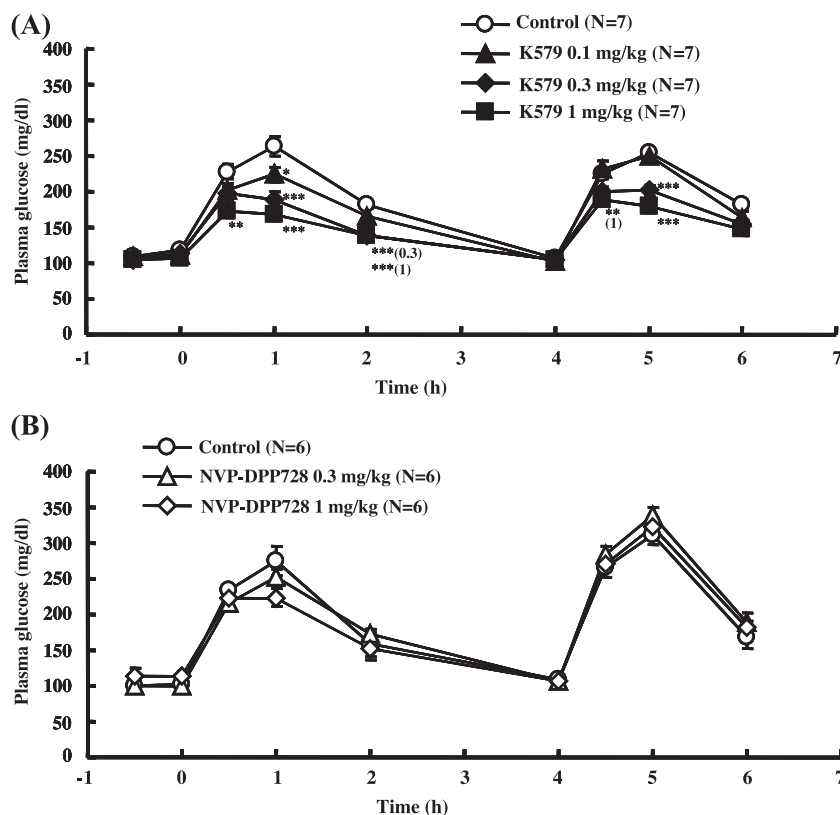 (A)
Control (N=7)
K579 0.1 mg/kg (N=7)
K579 0.3 mg/kg (N=7)
K579 1 mg/kg (N=7)
Plasma glucose (mg/dl)
400
350
300
250
200
150
100
50
0
*
***
**
***
***(0.3)
***(1)
***
**
(1)
***
-1 0 1 2 3 4 5 6 7
Time (h)
(B)
Control (N=6)
NVP-DPP728 0.3 mg/kg (N=6)
NVP-DPP728 1 mg/kg (N=6)
Plasma glucose (mg/dl)
400
350
300
250
200
150
100
50
0
-1 0 1 2 3 4 5 6 7
Time (h)